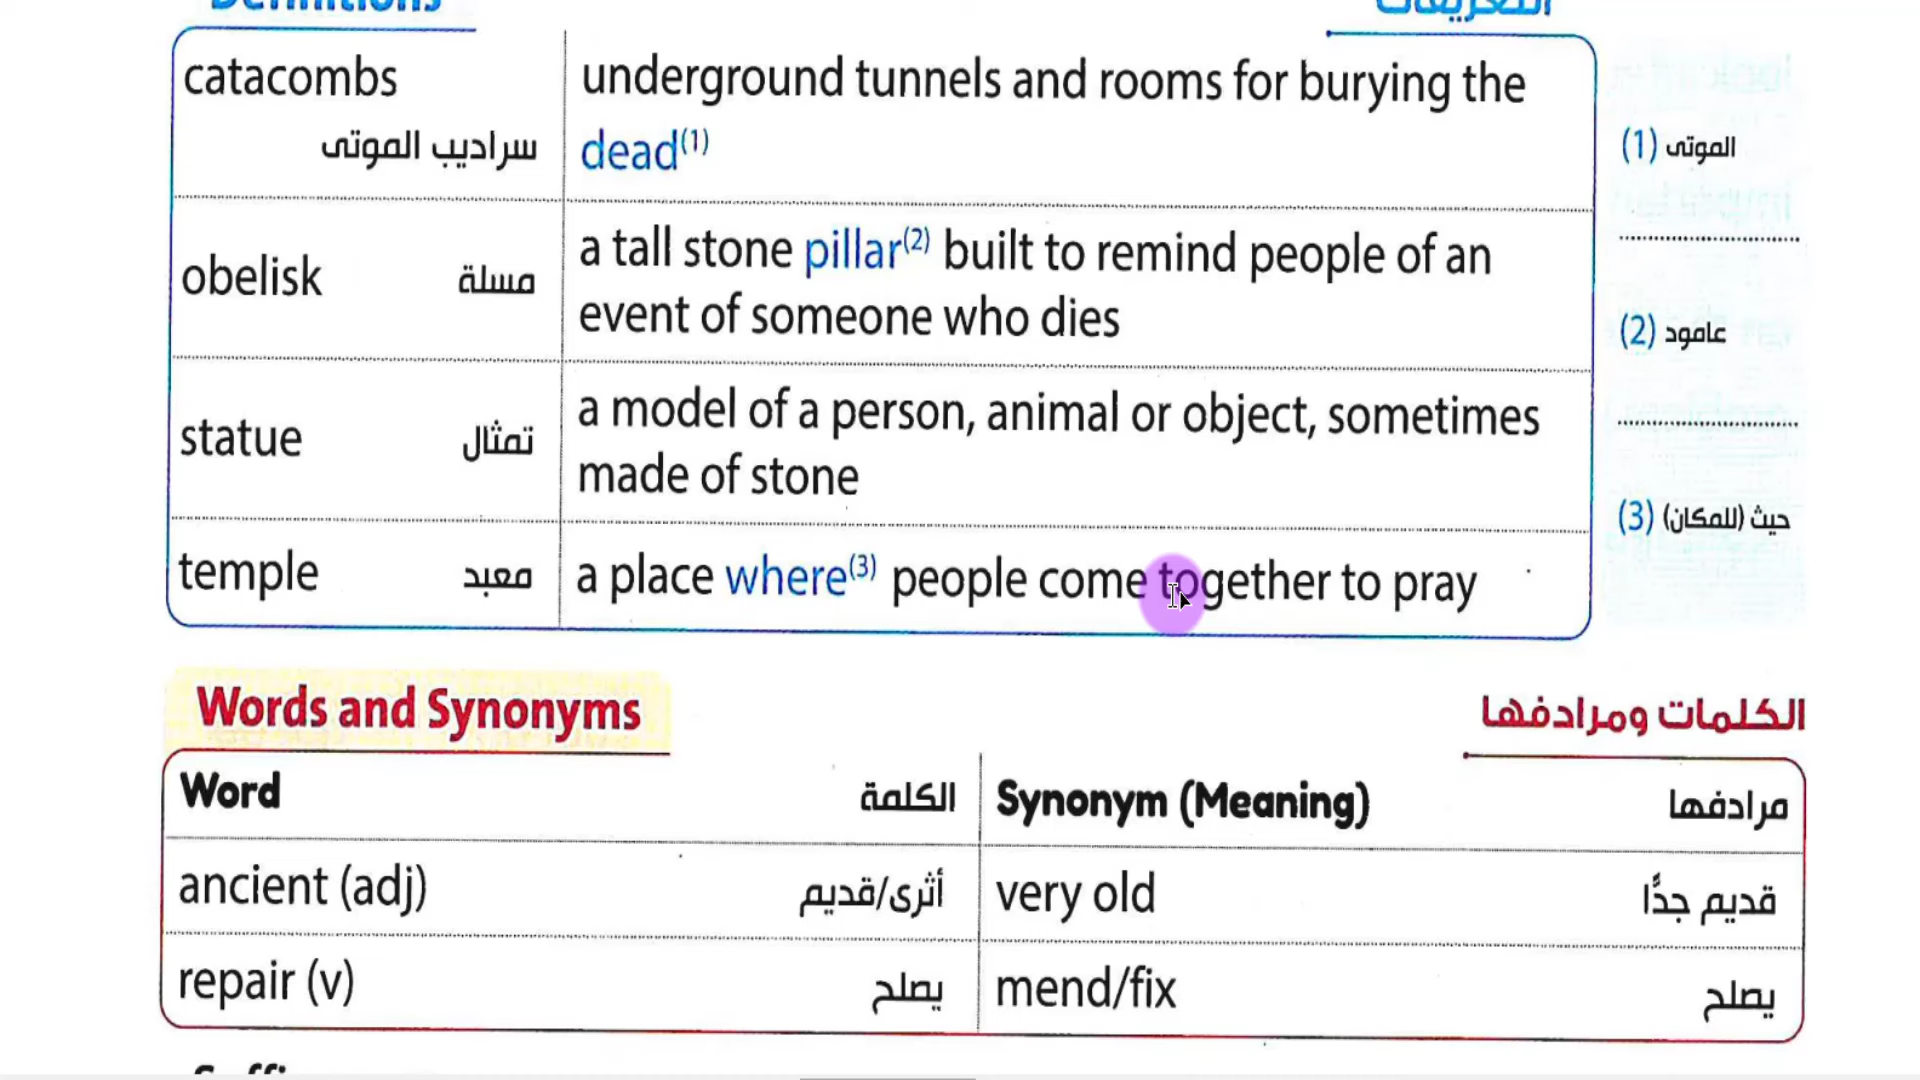 Definitions التعريفات
catacombs
سراديب الموتى
underground tunnels and rooms for burying the
dead(1)
(1) الموتى
obelisk مسلة
a tall stone pillar(2) built to remind people of an
event of someone who dies
(2) عامود
statue تمثال
a model of a person, animal or object, sometimes
made of stone
(3) حيث (للمكان)
temple معبد
a place where(3) people come together to pray
Words and Synonyms الكلمات ومرادفها
Word الكلمة Synonym (Meaning) مرادفها
ancient (adj) أثرى/قديم very old قديم جدًّا
repair (v) يصلح mend/fix يصلح